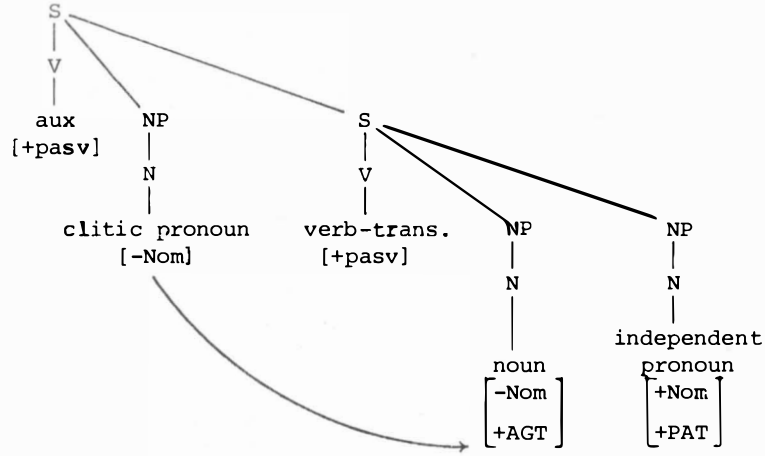 S
V
aux NP S
[+pasv]
N V
clitic pronoun verb-trans. NP NP
[-Nom] [+pasv]
N N
independent
noun pronoun
[-Nom [+Nom
+AGT] +PAT]